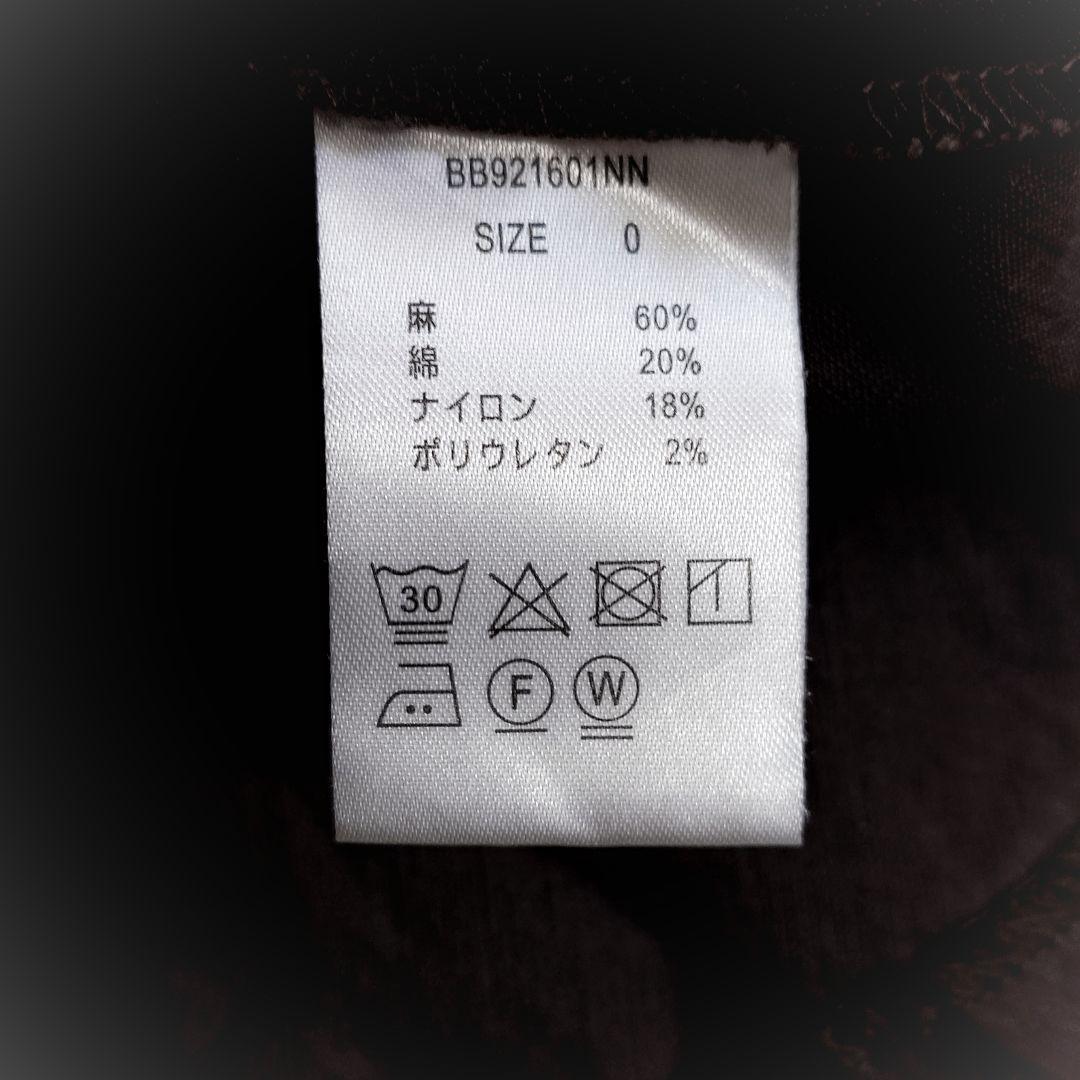 BB921601NN
SIZE 0
麻 60%
綿 20%
ナイロン 18%
ポリウレタン 2%
30
F W